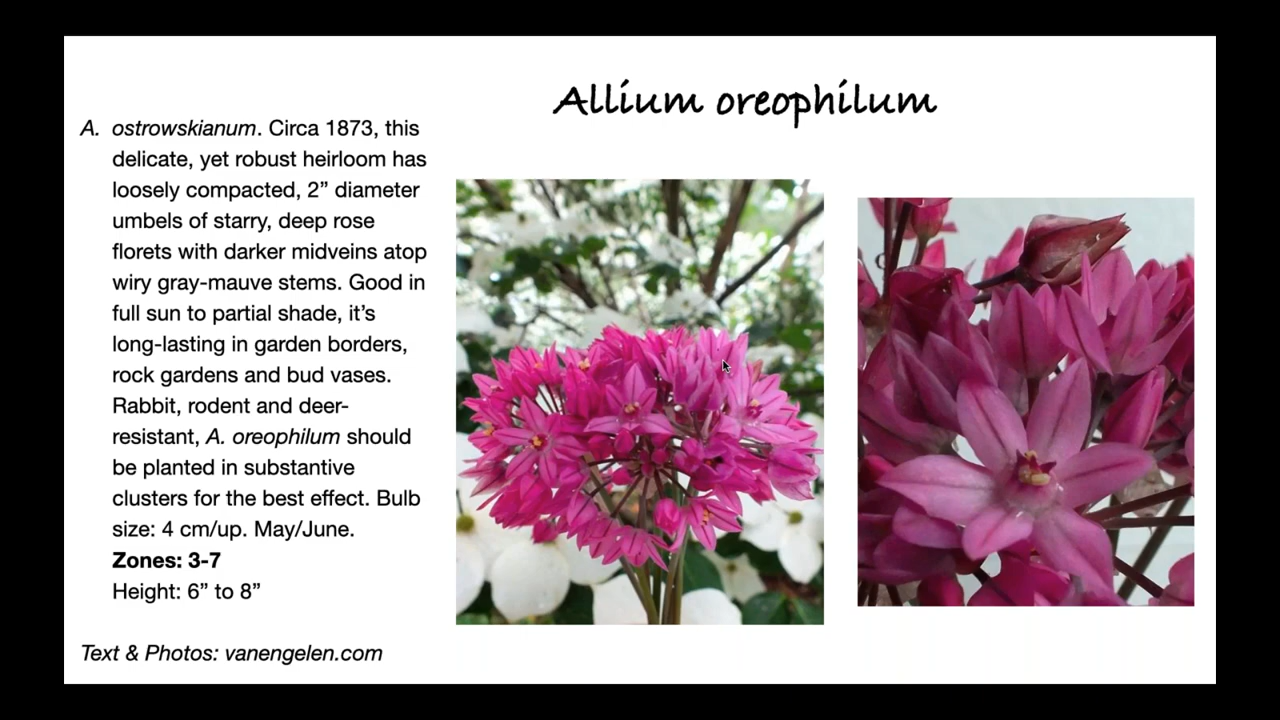 Allium oreophilum
A. ostrowskianum. Circa 1873, this
delicate, yet robust heirloom has
loosely compacted, 2” diameter
umbels of starry, deep rose
florets with darker midveins atop
wiry gray-mauve stems. Good in
full sun to partial shade, it’s
long-lasting in garden borders,
rock gardens and bud vases.
Rabbit, rodent and deer-
resistant, A. oreophilum should
be planted in substantive
clusters for the best effect. Bulb
size: 4 cm/up. May/June.
Zones: 3-7
Height: 6” to 8”
Text & Photos: vanengelen.com